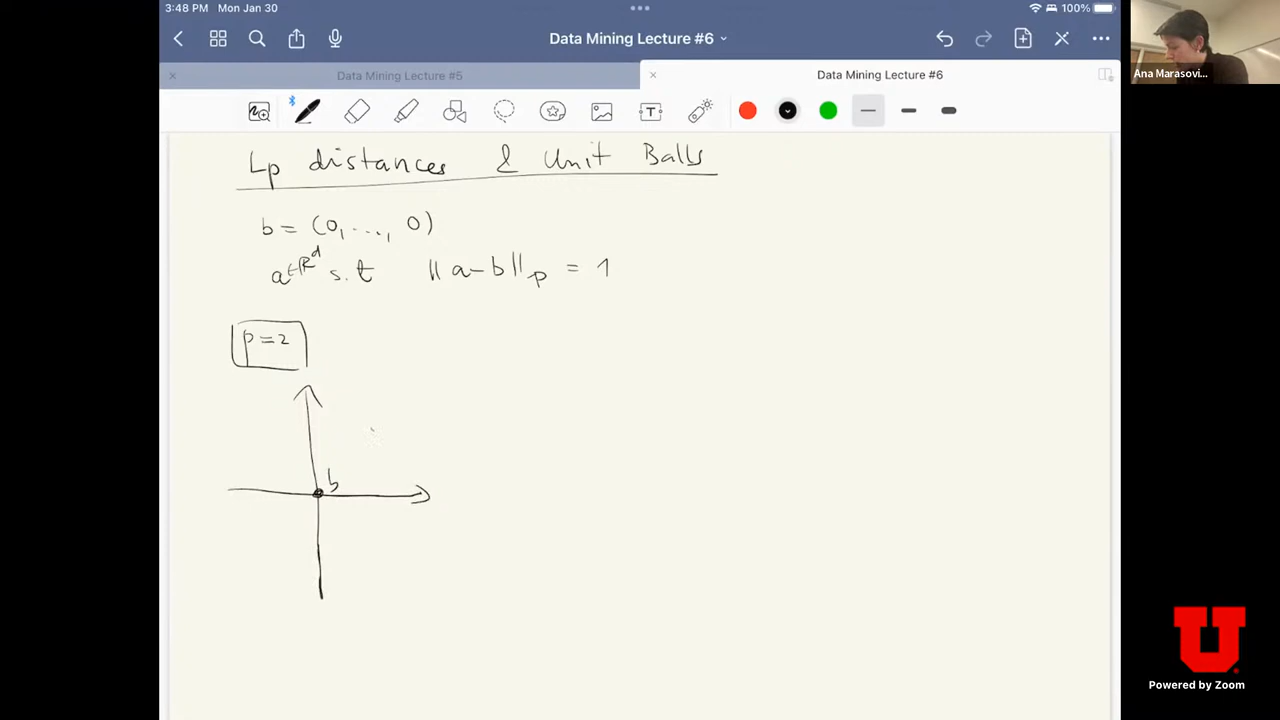 3:48 PM Mon Jan 30
100%
Data Mining Lecture #6
Data Mining Lecture #5
Data Mining Lecture #6
T
Lp distances & Unit Balls
b = (0, ..., 0)
a ∈ ℝ^d s.t || a - b ||_p = 1
p = 2
b
Ana Marasovi...
U
Powered by Zoom